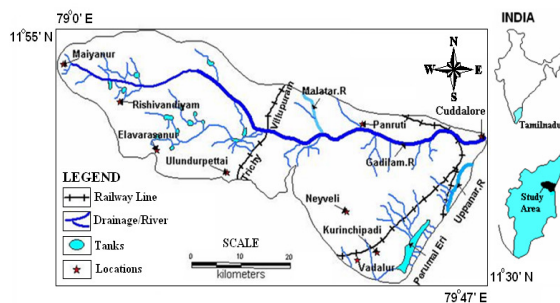 79°0' E
11°55' N
INDIA
Tamilnadu
Study
Area
N
W E
S
Maiyanur
Rishivandiyam
Elavarasonur
Ulundurpettai
Villupuram
Trichy
Malatar.R
Panruti
Gadilam.R
Cuddalore
Uppanar.R
Neyveli
Kurinchipadi
Vadalur
Perumal Eri
LEGEND
Railway Line
Drainage/River
Tanks
Locations
SCALE
10 0 10 20
kilometers
11°30' N
79°47' E